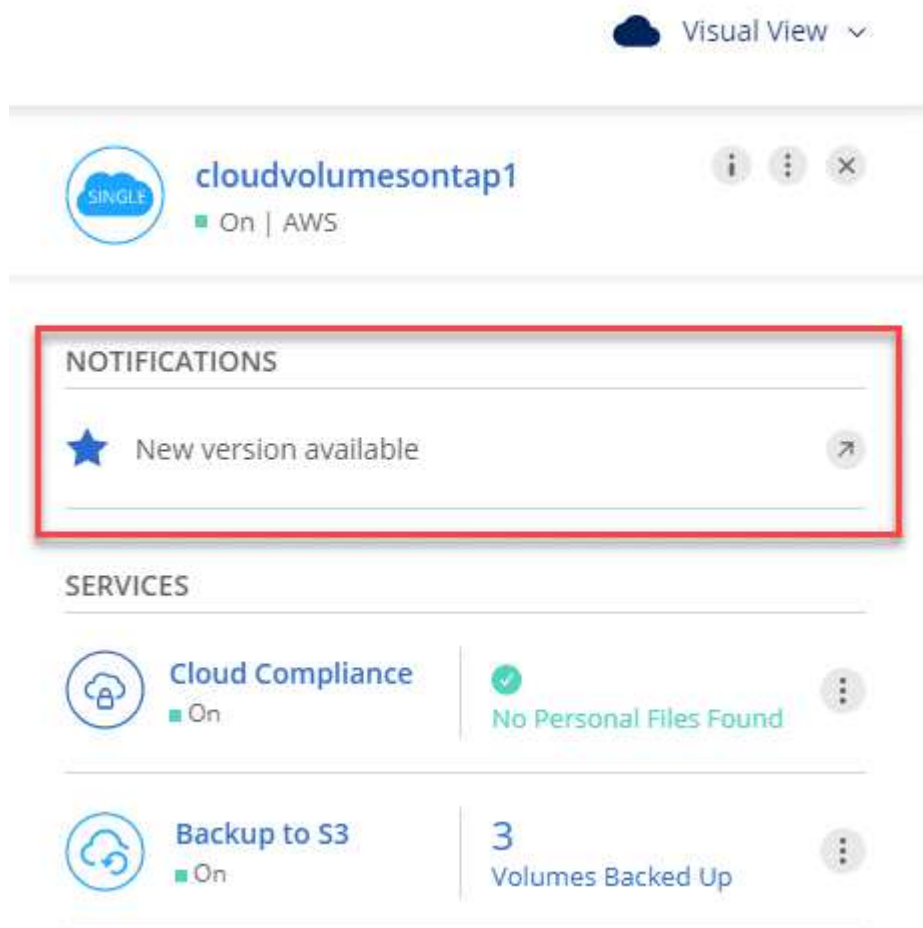 Visual View
SINGLE
cloudvolumesontap1
On | AWS
NOTIFICATIONS
New version available
SERVICES
Cloud Compliance
On
No Personal Files Found
Backup to S3
On
3
Volumes Backed Up